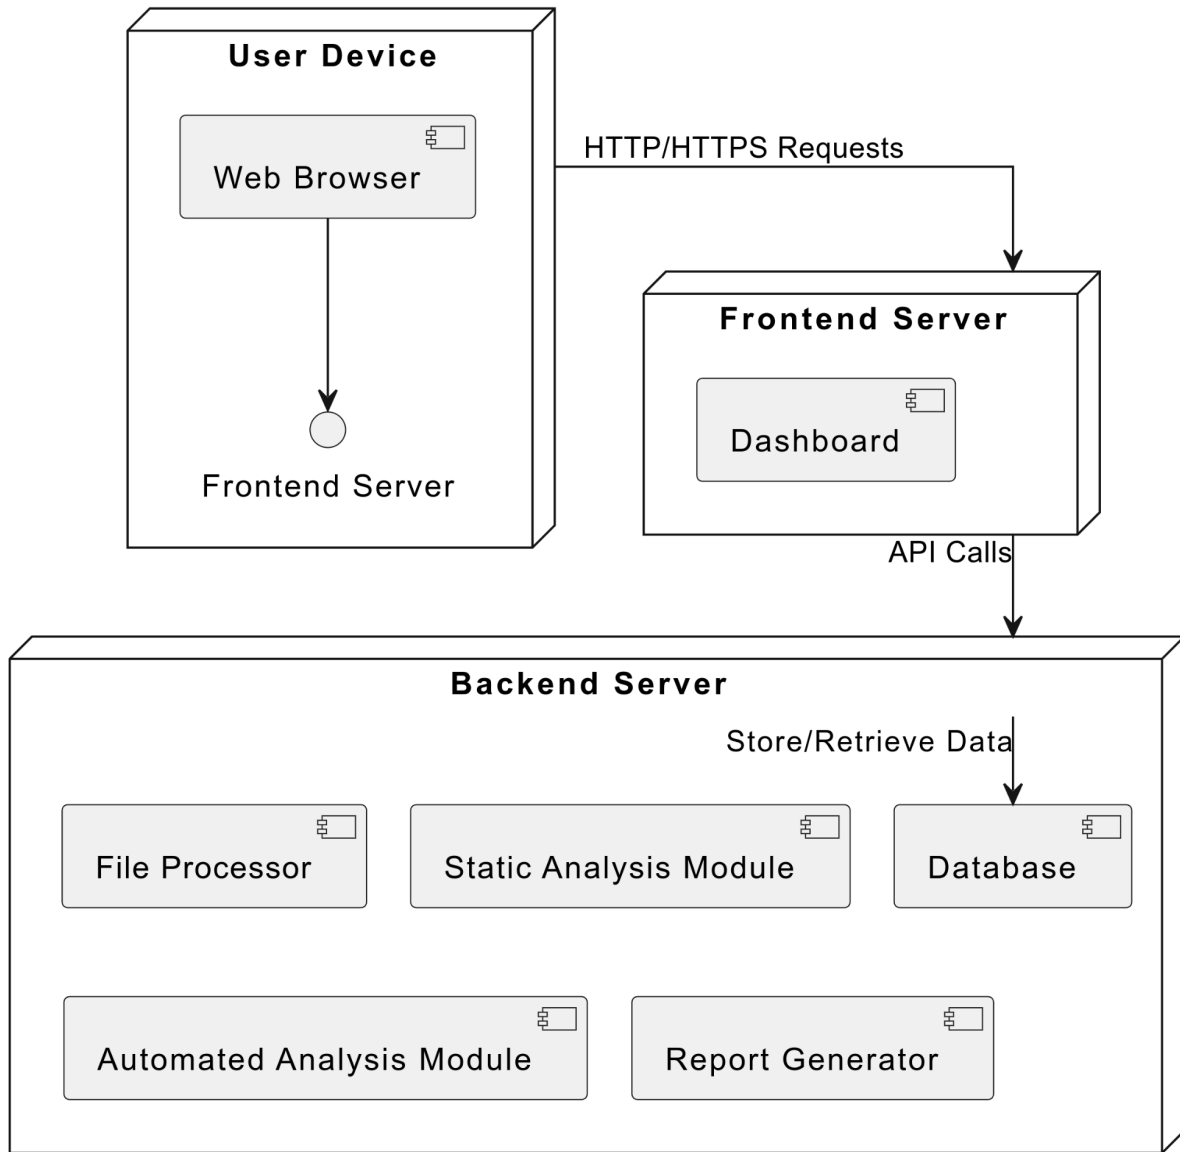 User Device
Web Browser
HTTP/HTTPS Requests
Frontend Server
Dashboard
Frontend Server
API Calls
Backend Server
Store/Retrieve Data
File Processor
Static Analysis Module
Database
Automated Analysis Module
Report Generator